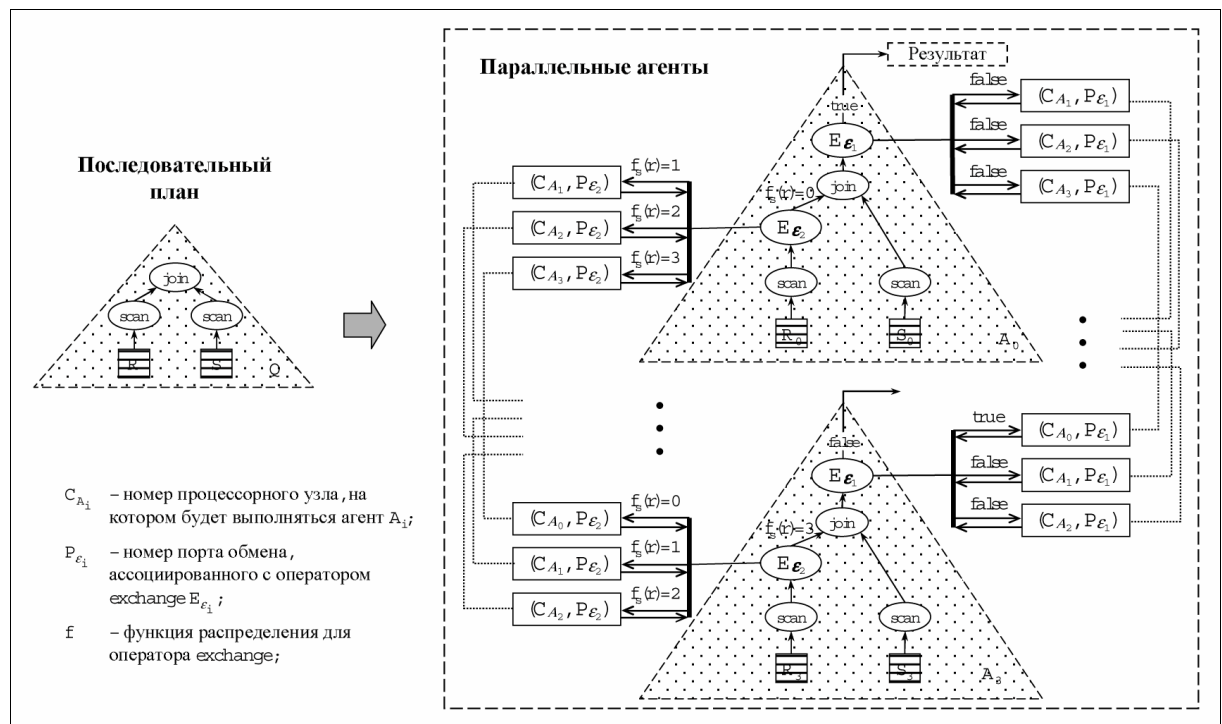 Последовательный
план
join
scan
scan
R
S
Q
C_{A_i} – номер процессорного узла, на
котором будет выполняться агент A_i;
P_{ε_i} – номер порта обмена,
ассоциированного с оператором
exchange E_{ε_i};
f – функция распределения для
оператора exchange;
Параллельные агенты
Результат
true
E_{ε_1}
join
f_s(r)=0
E_{ε_2}
scan
scan
R_0
S_0
A_0
f_s(r)=1
(C_{A_1}, P_{ε_2})
f_s(r)=2
(C_{A_2}, P_{ε_2})
f_s(r)=3
(C_{A_3}, P_{ε_2})
false
(C_{A_1}, P_{ε_1})
false
(C_{A_2}, P_{ε_1})
false
(C_{A_3}, P_{ε_1})
false
E_{ε_1}
join
f_s(r)=3
E_{ε_2}
scan
scan
R_3
S_3
A_3
f_s(r)=0
(C_{A_0}, P_{ε_2})
f_s(r)=1
(C_{A_1}, P_{ε_2})
f_s(r)=2
(C_{A_2}, P_{ε_2})
true
(C_{A_0}, P_{ε_1})
false
(C_{A_1}, P_{ε_1})
false
(C_{A_2}, P_{ε_1})